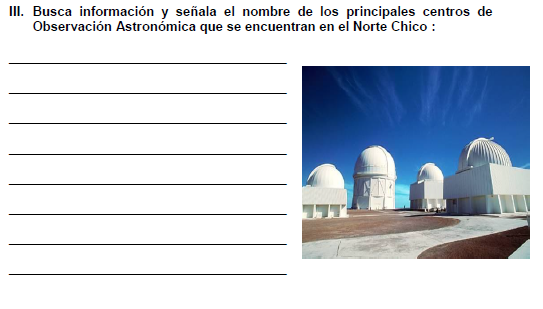 III. Busca información y señala el nombre de los principales centros de
Observación Astronómica que se encuentran en el Norte Chico :